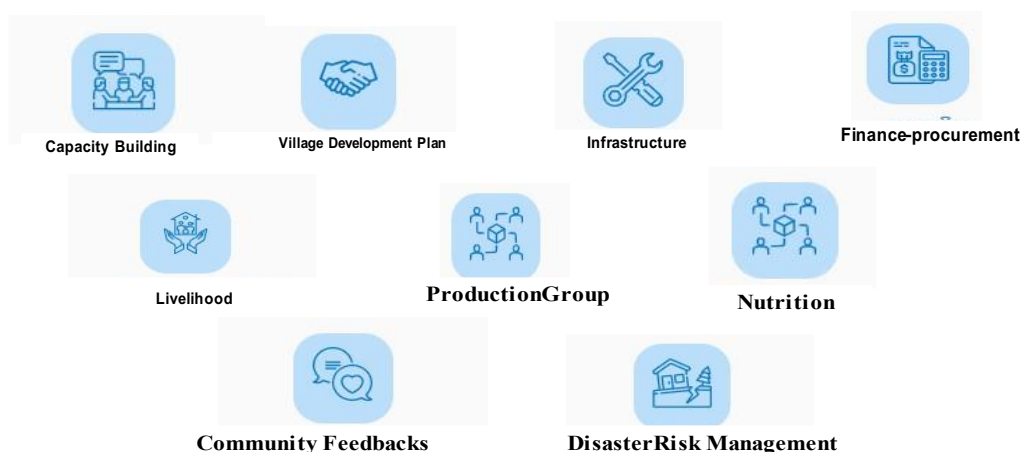 Capacity Building
Village Development Plan
Infrastructure
Finance-procurement
Livelihood
ProductionGroup
Nutrition
Community Feedbacks
DisasterRisk Management